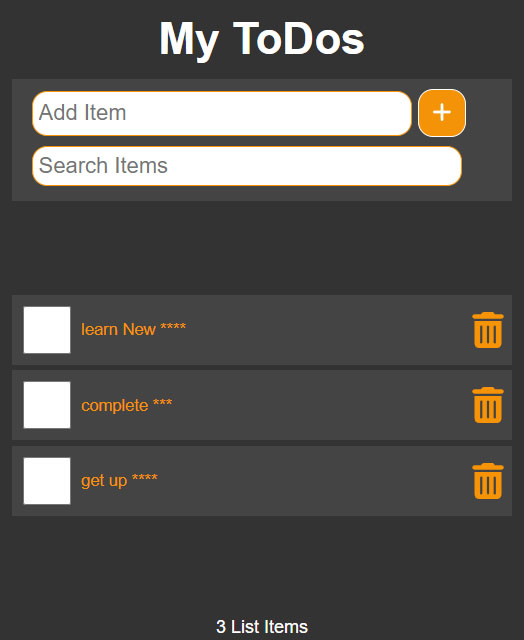 My ToDos
Add Item
+
Search Items
learn New ****
complete ***
get up ****
3 List Items